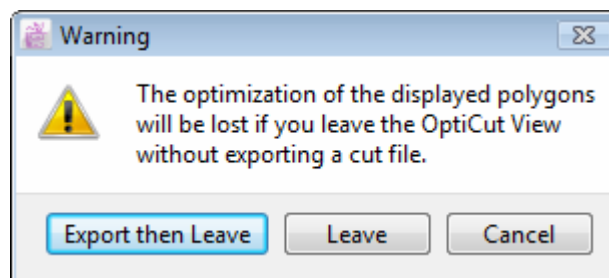 Warning
The optimization of the displayed polygons
will be lost if you leave the OptiCut View
without exporting a cut file.
Export then Leave Leave Cancel